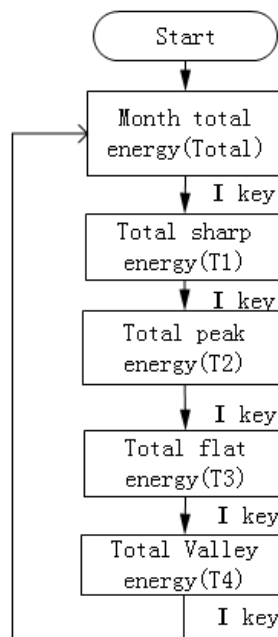 Start
Month total
energy(Total)
I key
Total sharp
energy(T1)
I key
Total peak
energy(T2)
I key
Total flat
energy(T3)
I key
Total Valley
energy(T4)
I key